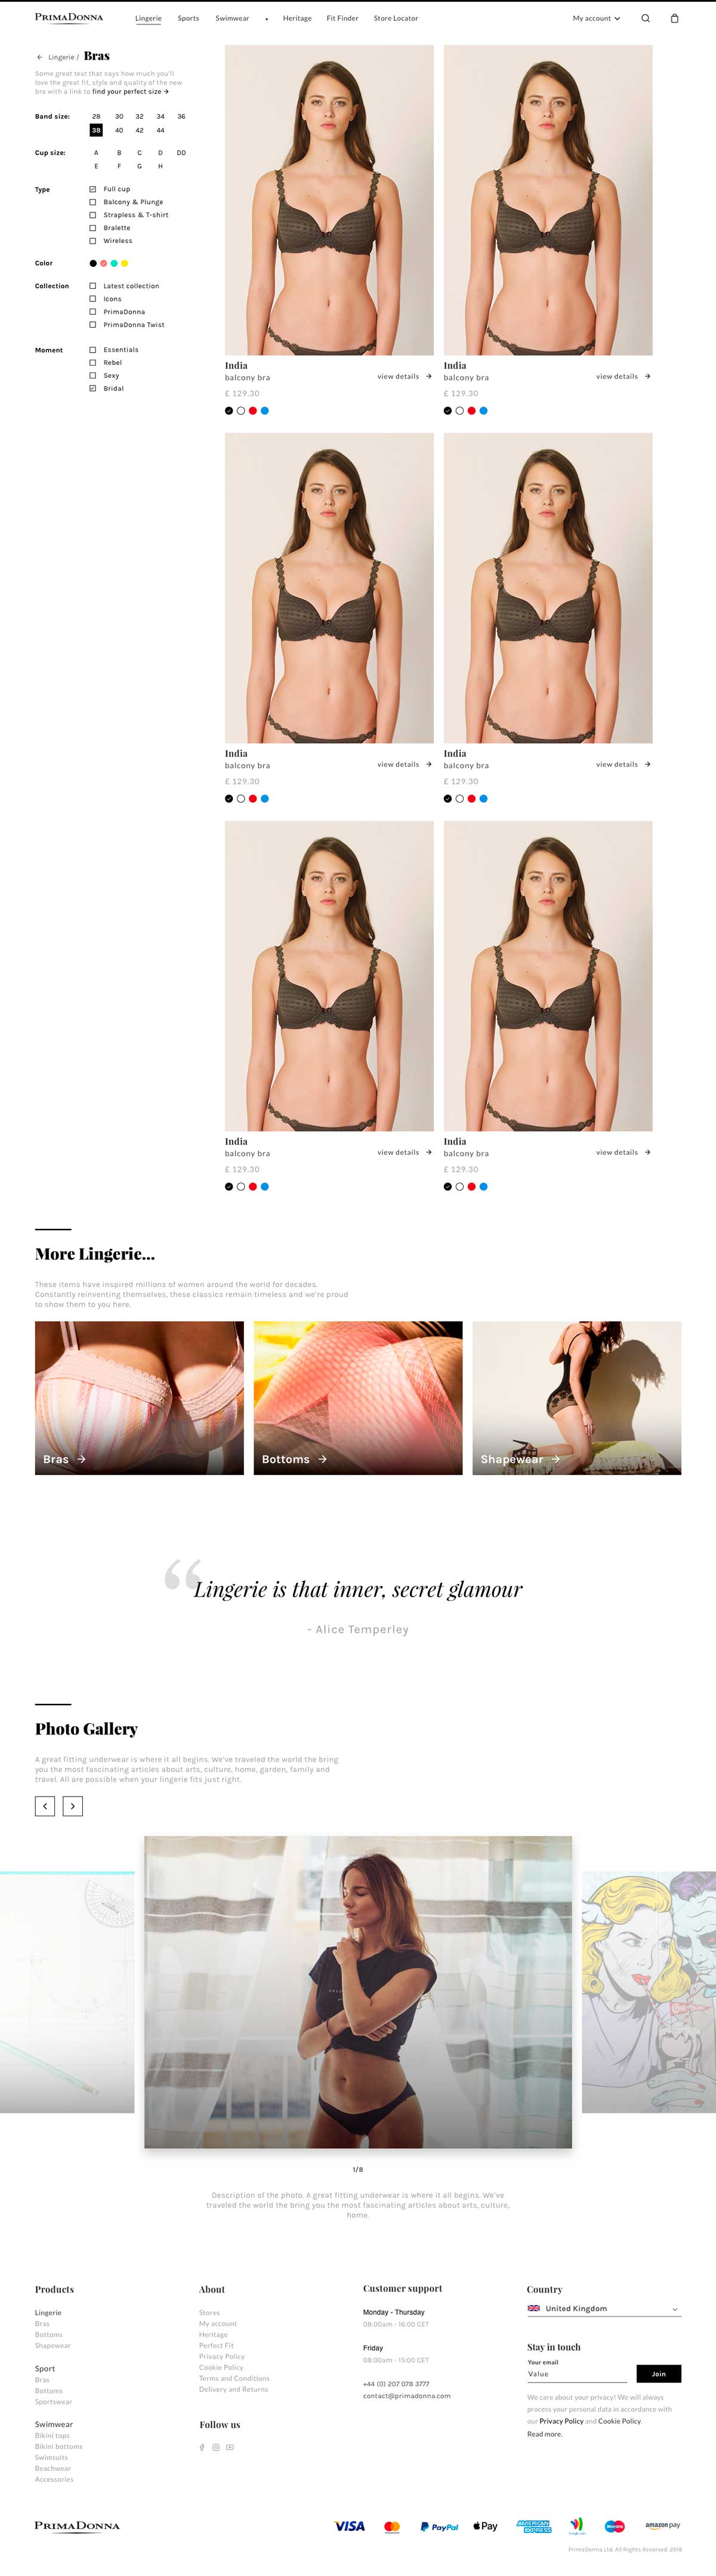 PRIMADONNA
Lingerie Sports Swimwear • Heritage Fit Finder Store Locator My account
← Lingerie / Bras
Some great text that says how much you'll
love the great fit, style and quality of the new
bra with a link to find your perfect size →
Band size: 28 30 32 34 36
38 40 42 44
Cup size: A B C D DD
E F G H
Type
Full cup
Balcony & Plunge
Strapless & T-shirt
Bralette
Wireless
Color
Collection
Latest collection
Icons
PrimaDonna
PrimaDonna Twist
Moment
Essentials
Rebel
Sexy
Bridal
India
balcony bra
view details →
£ 129.30
India
balcony bra
view details →
£ 129.30
India
balcony bra
view details →
£ 129.30
India
balcony bra
view details →
£ 129.30
India
balcony bra
view details →
£ 129.30
India
balcony bra
view details →
£ 129.30
More Lingerie...
These items have inspired millions of women around the world for decades.
Constantly reinventing themselves, these classics remain timeless and we're proud
to show them to you here.
Bras →
Bottoms →
Shapewear →
“Lingerie is that inner, secret glamour
- Alice Temperley
Photo Gallery
A great fitting underwear is where it all begins. We've traveled the world the bring
you the most fascinating articles about arts, culture, home, garden, family and
travel. All are possible when your lingerie fits just right.
1/8
Description of the photo. A great fitting underwear is where it all begins. We've
traveled the world the bring you the most fascinating articles about arts, culture,
home.
Products
Lingerie
Bras
Bottoms
Shapewear
Sport
Bras
Bottoms
Sportswear
Swimwear
Bikini tops
Bikini bottoms
Swimsuits
Beachwear
Accessories
About
Stores
My account
Heritage
Perfect Fit
Privacy Policy
Cookie Policy
Terms and Conditions
Delivery and Returns
Follow us
Customer support
Monday - Thursday
08:00am - 16:00 CET
Friday
08:00am - 15:00 CET
+44 (0) 207 078 3777
contact@primadonna.com
Country
United Kingdom
Stay in touch
Your email
Value
Join
We care about your privacy! We will always
process your personal data in accordance with
our Privacy Policy and Cookie Policy.
Read more.
PRIMADONNA
VISA
PayPal
Pay
AMERICAN EXPRESS
amazon pay
PrimaDonna Ltd. All Rights Reserved. 2018